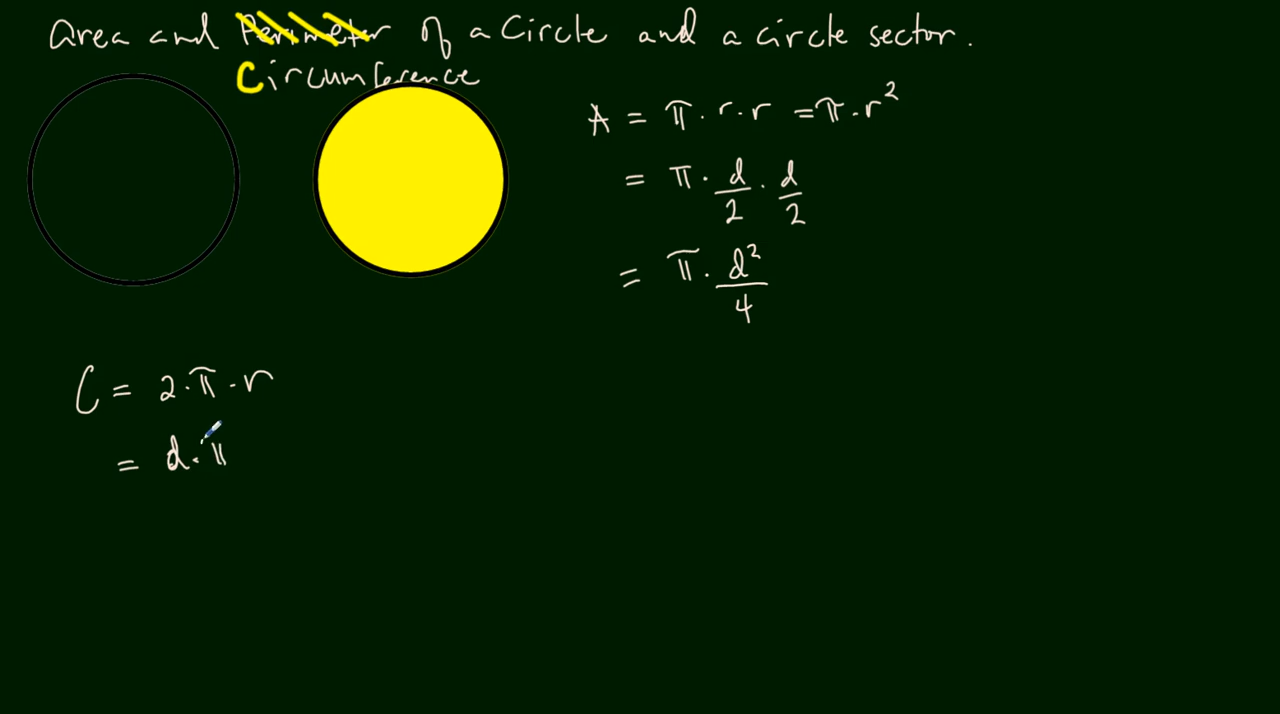 Area and Perimeter of a Circle and a circle sector.
Circumference
A = π · r · r = π · r²
= π · d/2 · d/2
= π · d²/4
C = 2 · π · r
= d · π